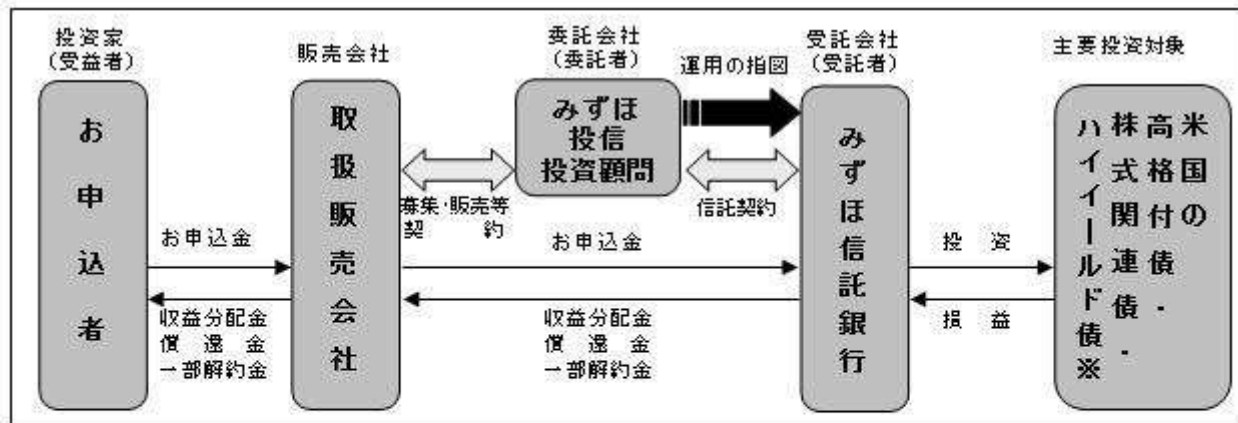 投資家
(受益者)
お申込者
お申込金
収益分配金
償還金
一部解約金
販売会社
取扱販売会社
募集・販売等
契約
委託会社
(委託者)
みずほ
投信
投資顧問
運用の指図
信託契約
お申込金
収益分配金
償還金
一部解約金
受託会社
(受託者)
みずほ信託銀行
投資
損益
主要投資対象
米国の
高格付債・
株式関連債・
ハイイールド債※